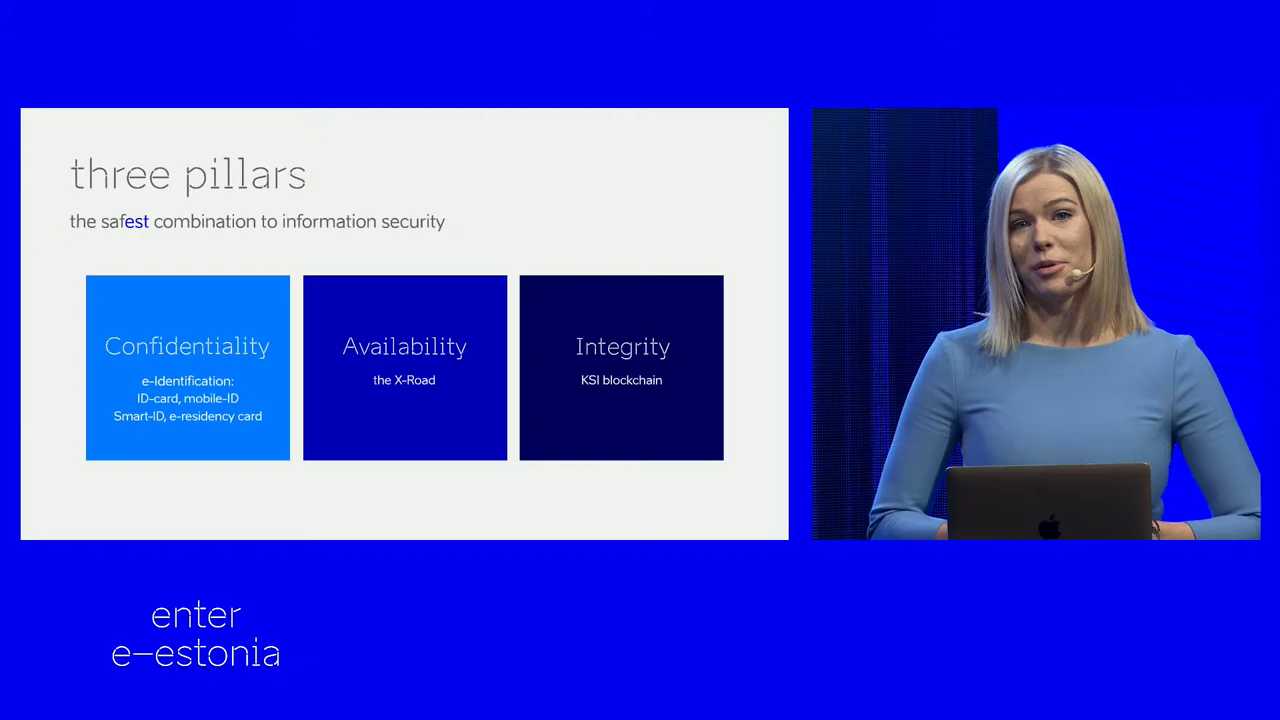 three pillars
the safest combination to information security
Confidentiality
e-Identification:
ID-card, mobile-ID
Smart-ID, e-residency card
Availability
the X-Road
Integrity
KSI blockchain
enter
e-estonia